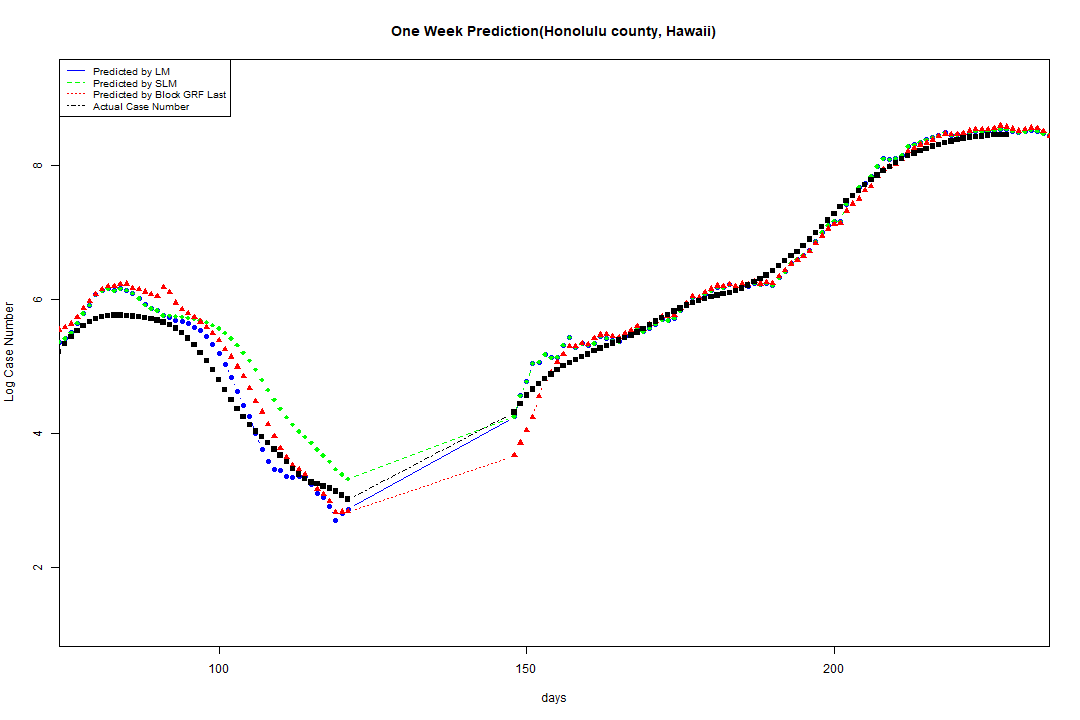 One Week Prediction(Honolulu county, Hawaii)
Predicted by LM
Predicted by SLM
Predicted by Block GRF Last
Actual Case Number
Log Case Number
8
6
4
2
100
150
200
days